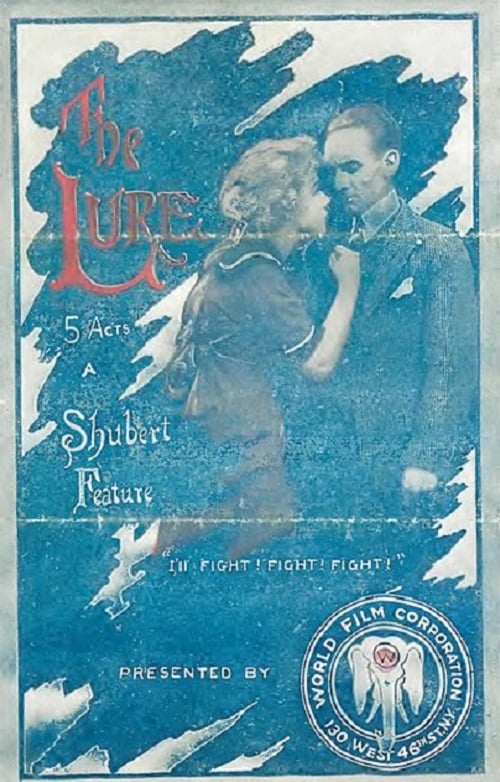 The
LURE
5 Acts
A
Shubert
Feature
"I'll FIGHT! FIGHT! FIGHT!"
PRESENTED BY
WORLD FILM CORPORATION
W
130 WEST 46TH ST. N.Y.